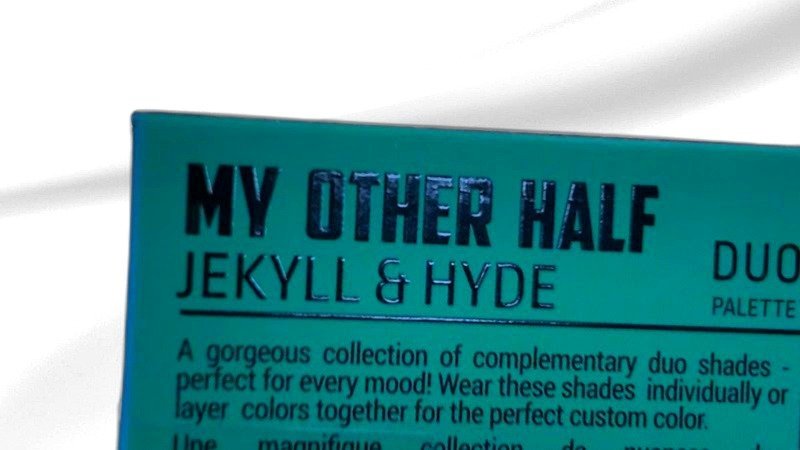 MY OTHER HALF
JEKYLL & HYDE
DUO
PALETTE
A gorgeous collection of complementary duo shades -
perfect for every mood! Wear these shades individually or
layer colors together for the perfect custom color.
Une magnifique collection de nuances